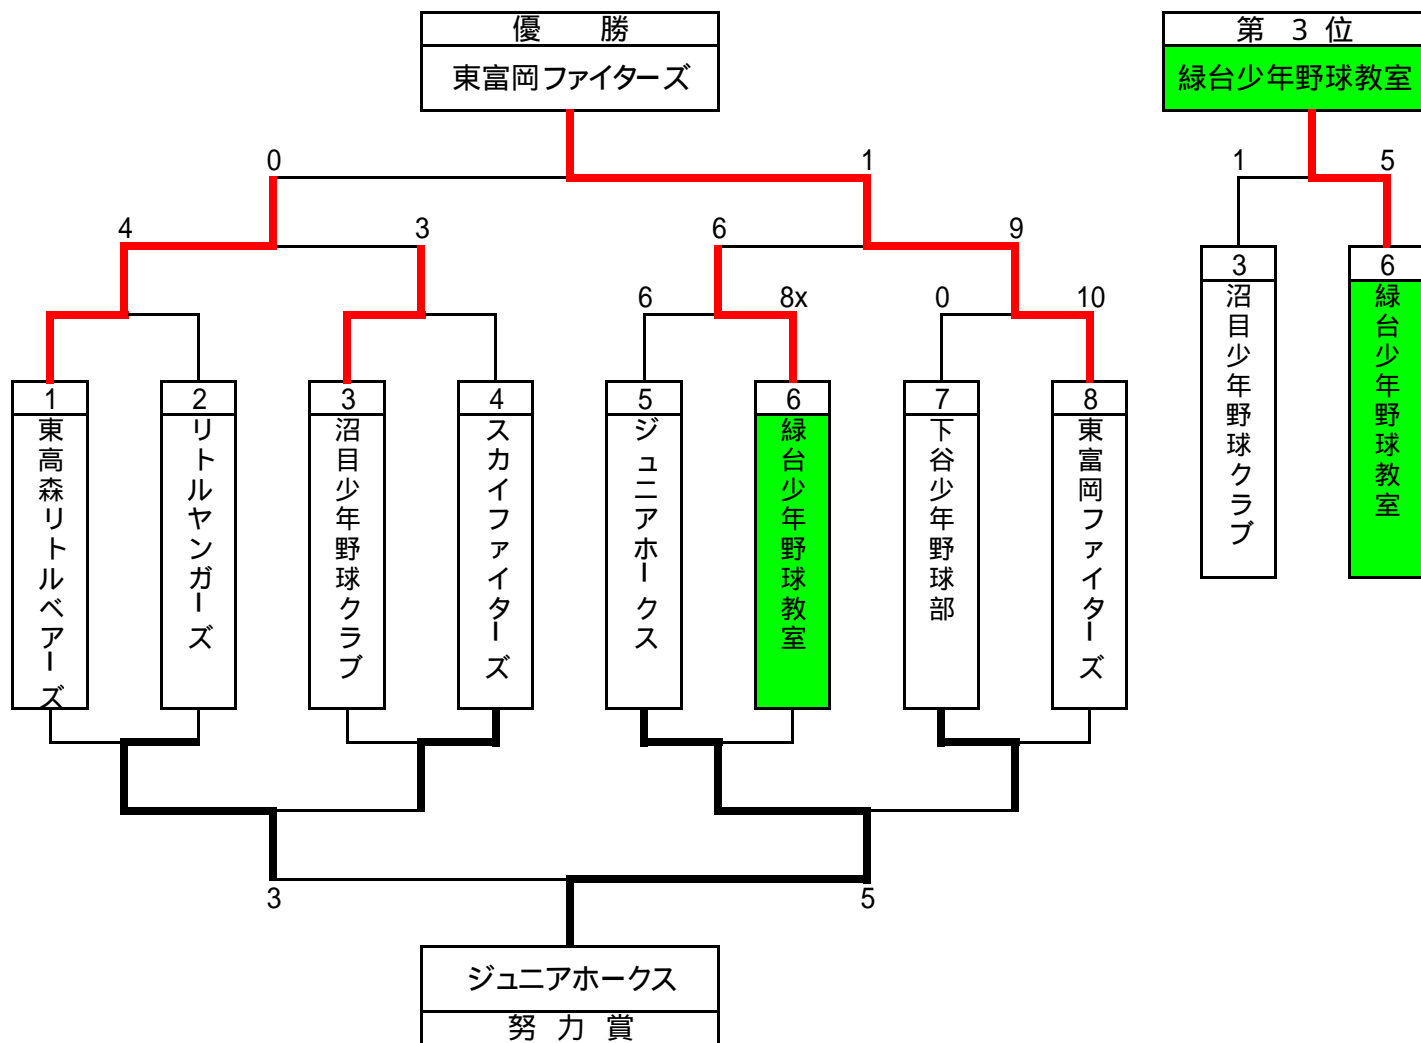 優 勝
東富岡ファイターズ
第 3 位
緑台少年野球教室
0
1
1
5
4
3
6
9
6
8x
0
10
3
沼目少年野球クラブ
6
緑台少年野球教室
1
東高森リトルベアーズ
2
リトルヤンガーズ
3
沼目少年野球クラブ
4
スカイファイターズ
5
ジュニアホークス
6
緑台少年野球教室
7
下谷少年野球部
8
東富岡ファイターズ
3
5
ジュニアホークス
努 力 賞